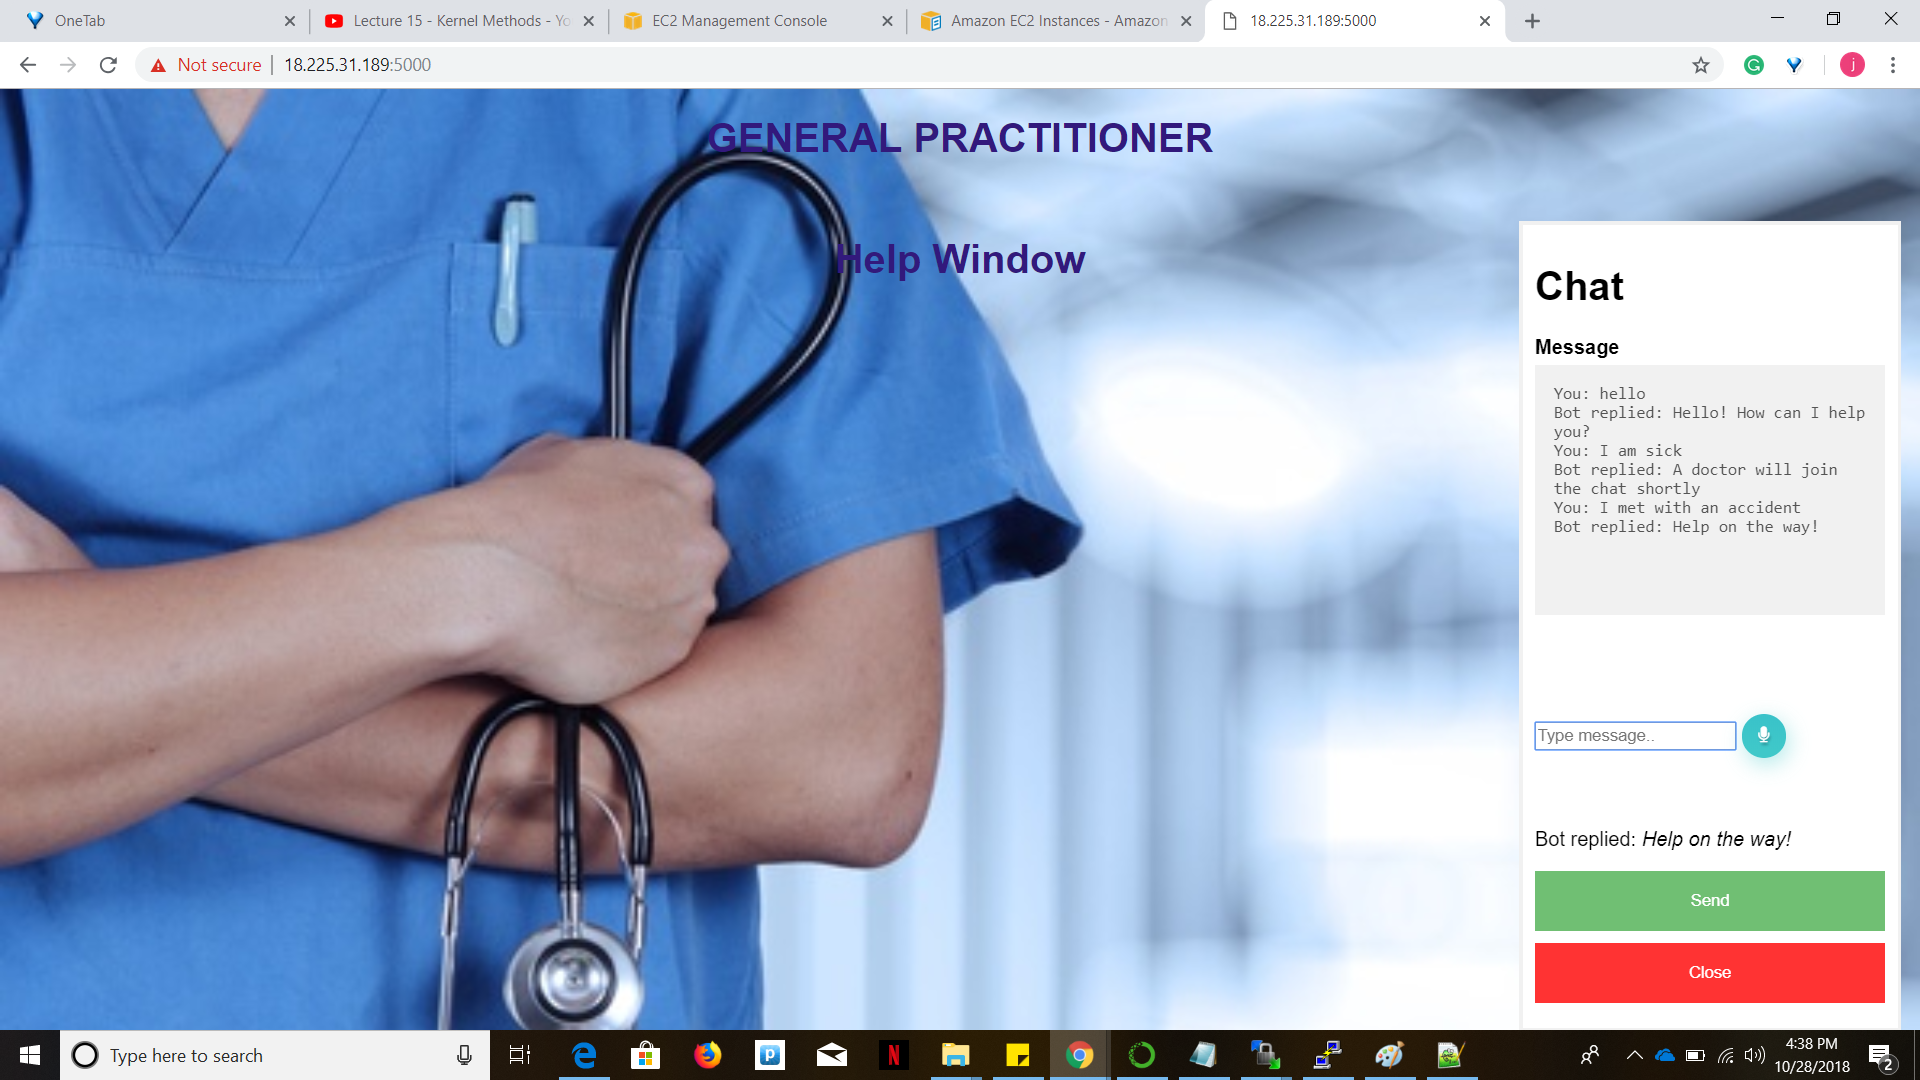 OneTab
Lecture 15 - Kernel Methods - Yo
EC2 Management Console
Amazon EC2 Instances - Amazon
18.225.31.189:5000
Not secure
18.225.31.189:5000
j
GENERAL PRACTITIONER
Help Window
Chat
Message
You: hello
Bot replied: Hello! How can I help
you?
You: I am sick
Bot replied: A doctor will join
the chat shortly
You: I met with an accident
Bot replied: Help on the way!
Type message..
Bot replied: Help on the way!
Send
Close
Type here to search
4:38 PM
10/28/2018
2